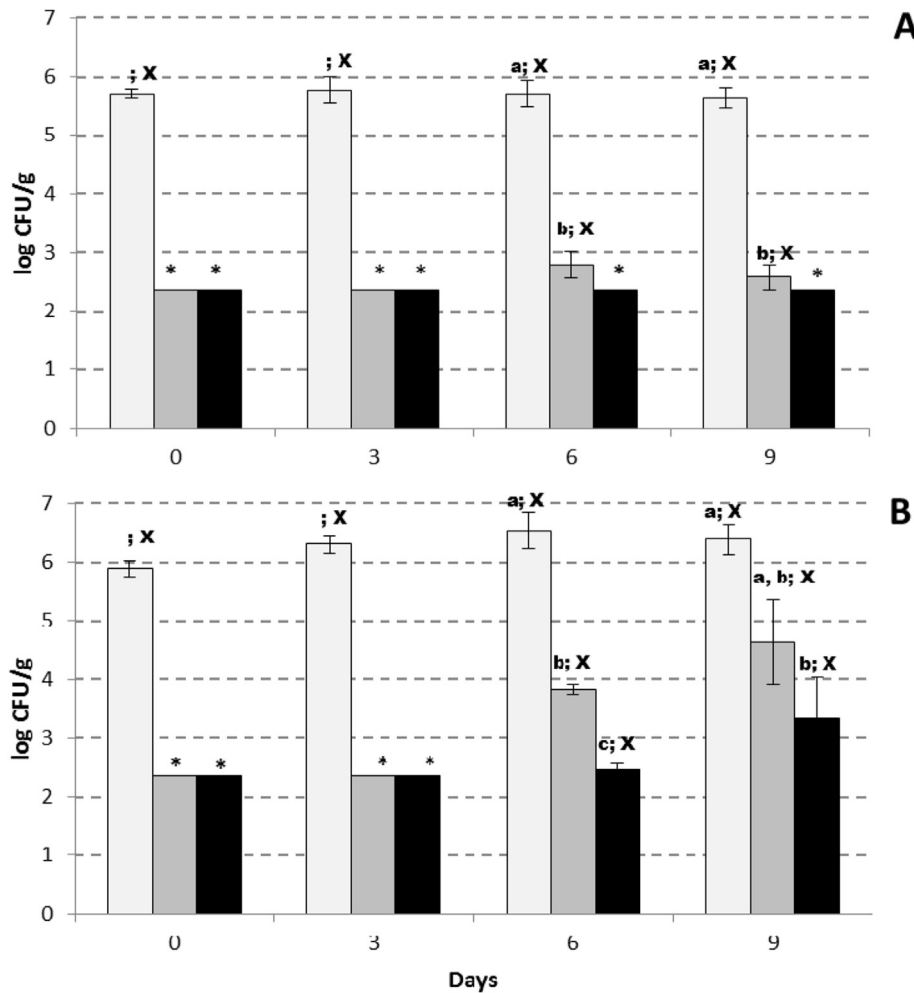 A
7
6
5
4
3
2
1
0
log CFU/g
; X
* *
; X
* *
a; X
b; X
*
a; X
b; X
*
0 3 6 9
B
7
6
5
4
3
2
1
0
log CFU/g
; X
* *
; X
* *
a; X
b; X
c; X
a; X
a, b; X
b; X
0 3 6 9
Days